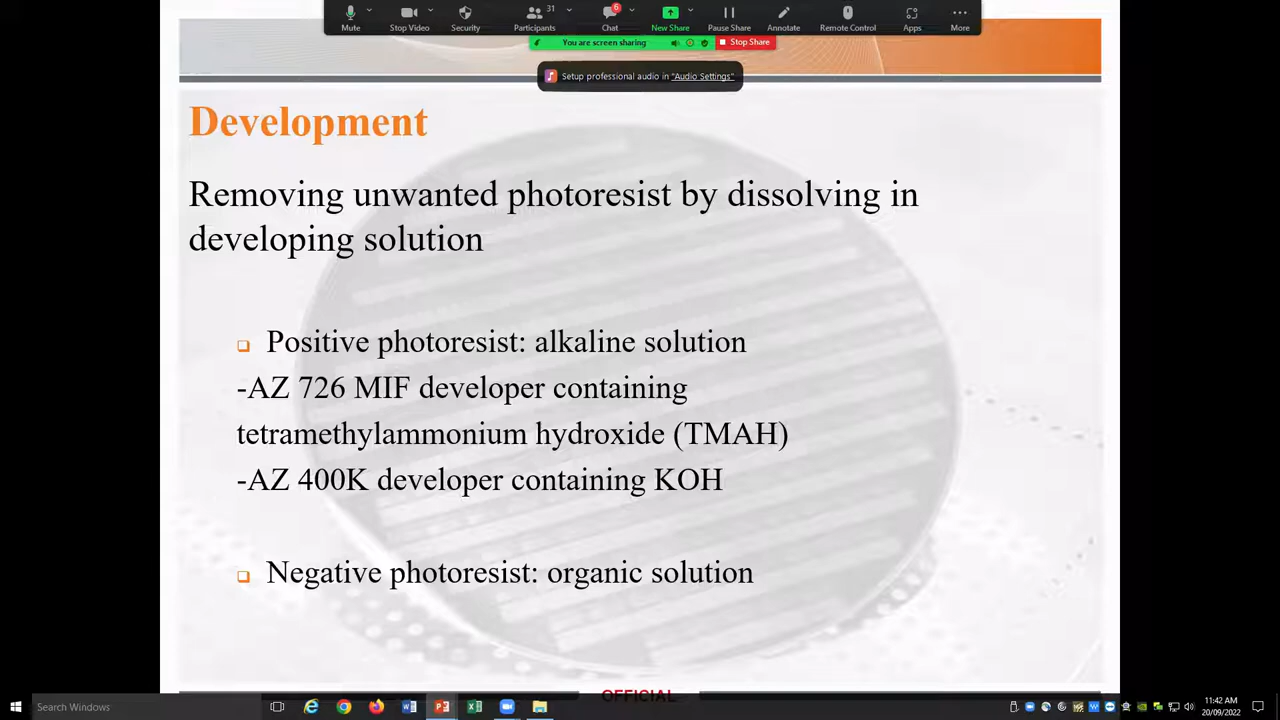 31
6
Mute
Stop Video
Security
Participants
Chat
New Share
Pause Share
Annotate
Remote Control
Apps
More
You are screen sharing
Stop Share
Setup professional audio in "Audio Settings"
Development
Removing unwanted photoresist by dissolving in
developing solution
Positive photoresist: alkaline solution
-AZ 726 MIF developer containing
tetramethylammonium hydroxide (TMAH)
-AZ 400K developer containing KOH
Negative photoresist: organic solution
OFFICIAL
Search Windows
11:42 AM
20/09/2022